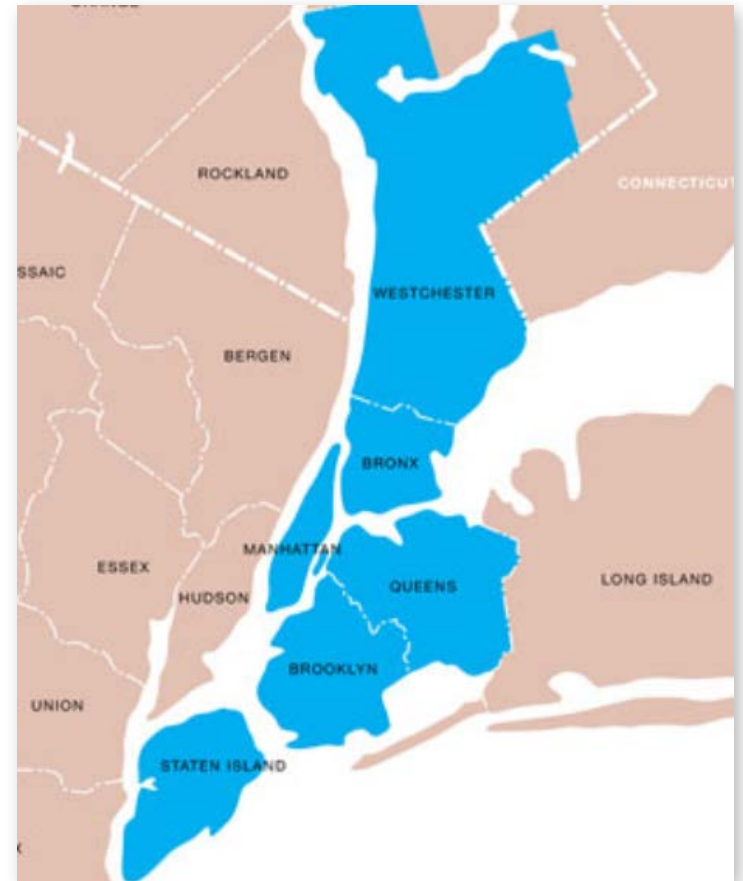 ROCKLAND
CONNECTICUT
SSAIC
WESTCHESTER
BERGEN
BRONX
MANHATTAN
ESSEX
HUDSON
QUEENS
LONG ISLAND
BROOKLYN
UNION
STATEN ISLAND